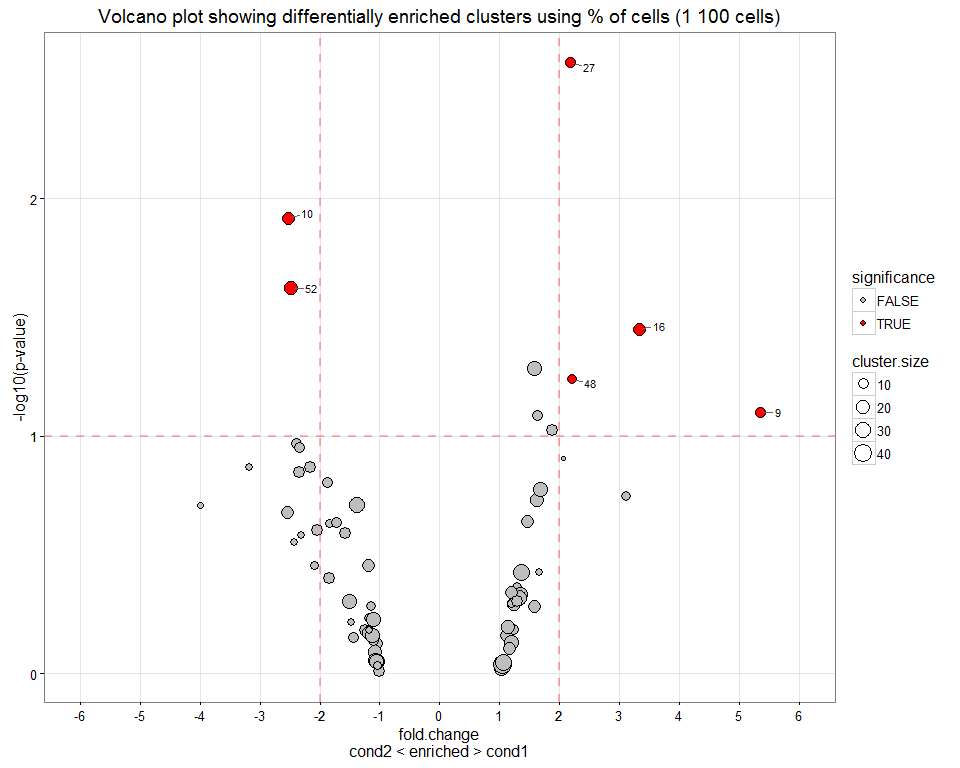 Volcano plot showing differentially enriched clusters using % of cells (1 100 cells)
27
10
52
16
48
9
2
1
0
-log10(p-value)
-6 -5 -4 -3 -2 -1 0 1 2 3 4 5 6
fold.change
cond2 < enriched > cond1
significance
FALSE
TRUE
cluster.size
10
20
30
40